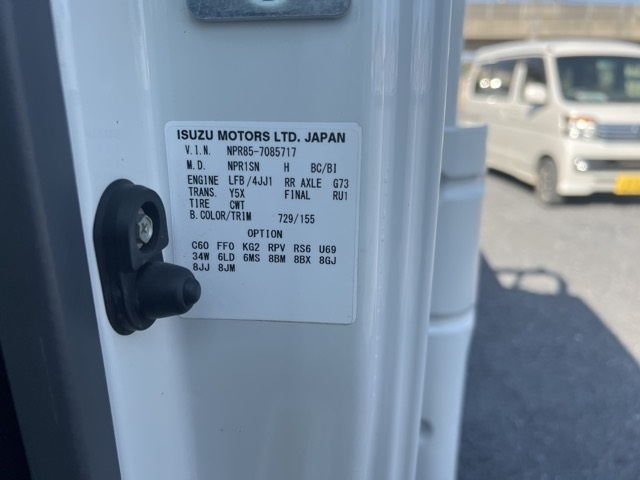 ISUZU MOTORS LTD. JAPAN
V.I.N. NPR85-7085717
M.D. NPR1SN H BC/BI
ENGINE LFB/4JJ1 RR AXLE G73
TRANS. Y5X FINAL RU1
TIRE CWT
B.COLOR/TRIM 729/155
OPTION
C60 FF0 KG2 RPV RS6 U69
34W 6LD 6MS 8BM 8BX 8GJ
8JJ 8JM